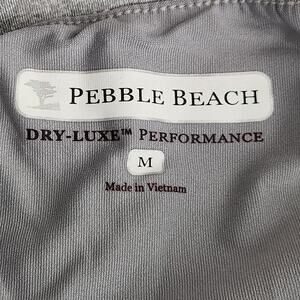 PEBBLE BEACH
DRY-LUXE™ PERFORMANCE
M
Made in Vietnam